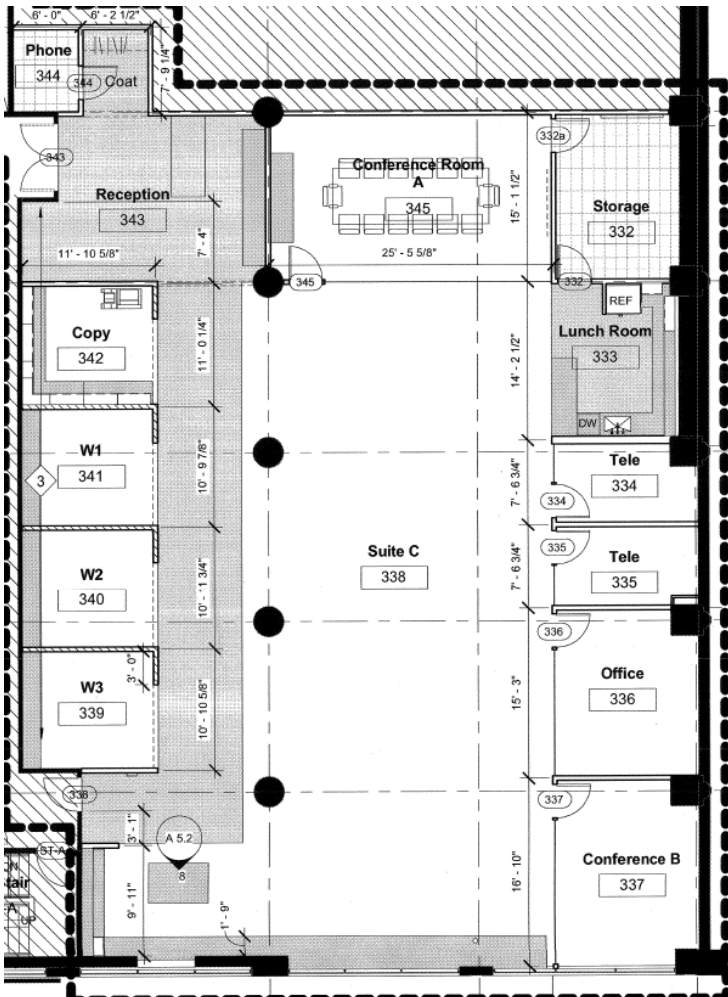 6' - 0"
6' - 2 1/2"
Phone
344
344
Coat
7' - 9 1/4"
343
Reception
343
11' - 10 5/8"
7' - 4"
Conference Room
A
345
15' - 1 1/2"
25' - 5 5/8"
345
332a
Storage
332
332
REF
Lunch Room
333
DW
14' - 2 1/2"
Copy
342
11' - 0 1/4"
W1
341
3
10' - 9 7/8"
Tele
334
334
7' - 6 3/4"
Suite C
338
335
Tele
335
7' - 6 3/4"
W2
340
10' - 1 3/4"
336
Office
336
15' - 3"
W3
339
3' - 0"
10' - 10 5/8"
338
337
Conference B
337
16' - 10"
3' - 1"
A 5.2
8
9' - 11"
1' - 9"
ST-A
Stair
A
UP